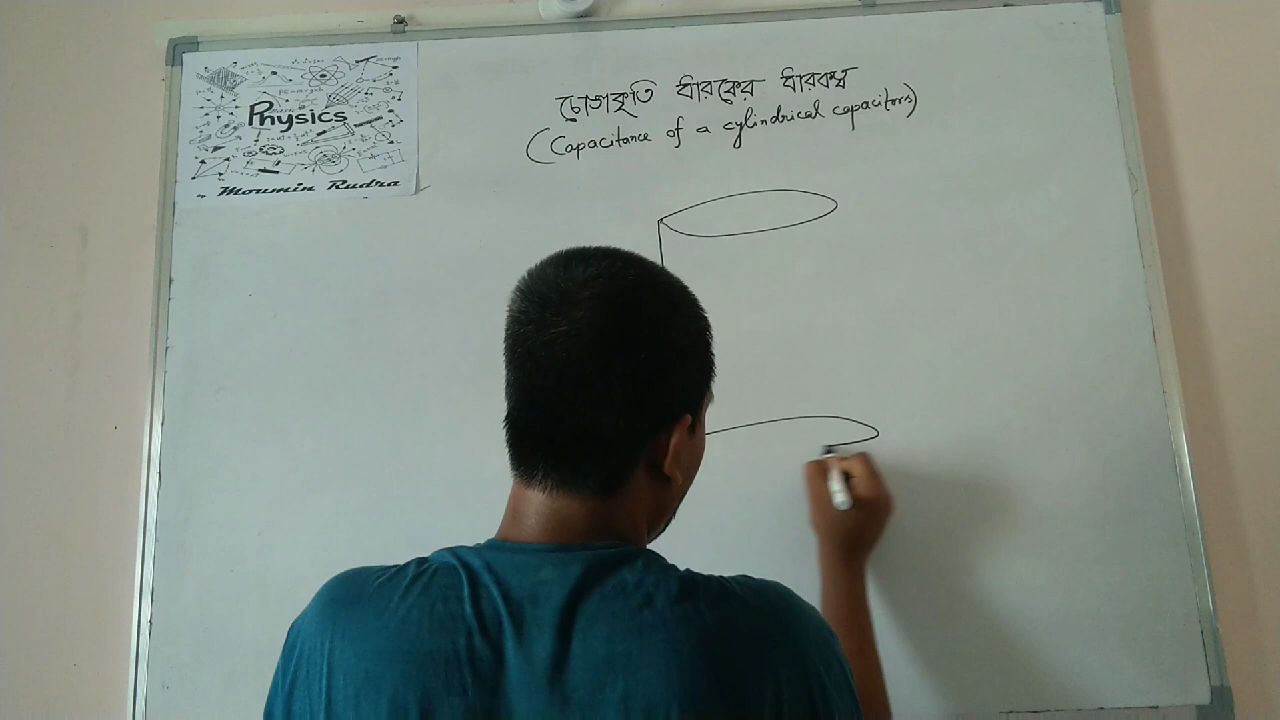 Physics
Moumin Rudra
চোঙাকৃতি ধারকের ধারকত্ব
(Capacitance of a cylindrical capacitors)